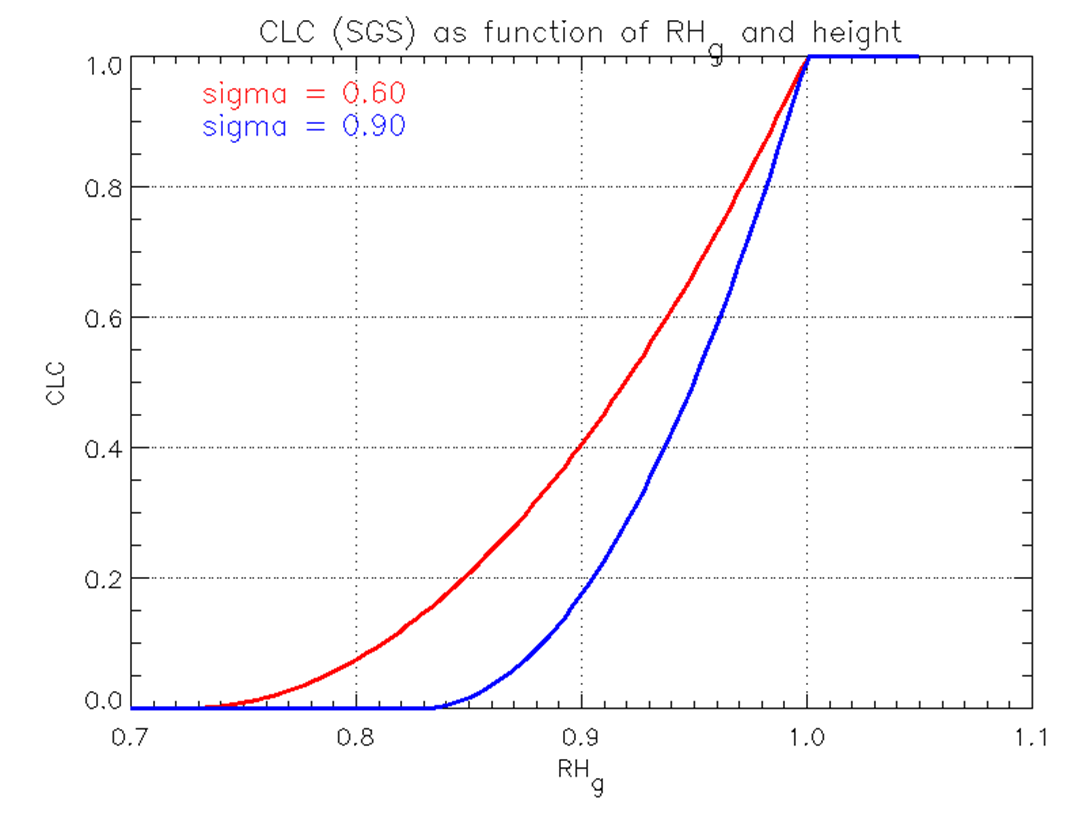 CLC (SGS) as function of RHg and height
sigma = 0.60
sigma = 0.90
1.0
0.8
0.6
0.4
0.2
0.0
CLC
0.7 0.8 0.9 1.0 1.1
RHg